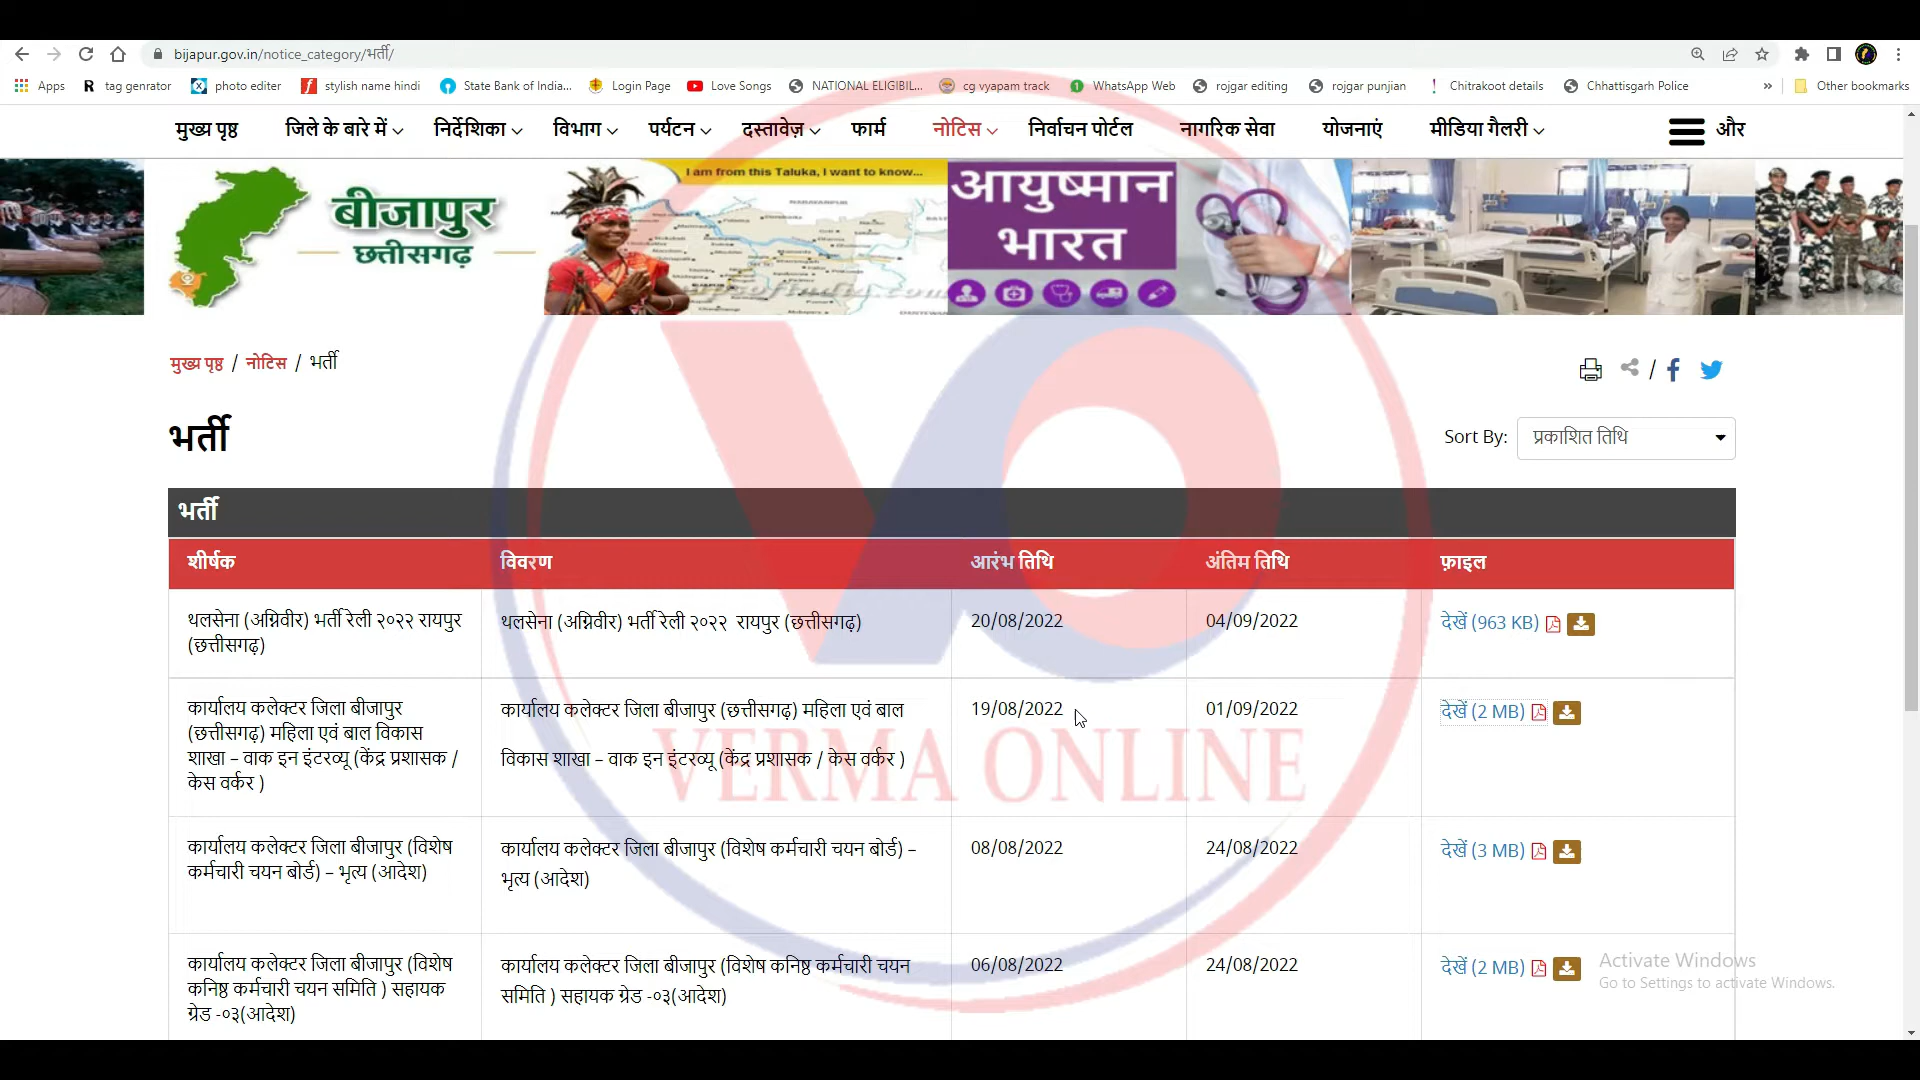 bijapur.gov.in/notice_category/भर्ती/
Apps
tag genrator
photo editer
stylish name hindi
State Bank of India...
Login Page
Love Songs
NATIONAL ELIGIBIL...
cg vyapam track
WhatsApp Web
rojgar editing
rojgar punjian
Chitrakoot details
Chhattisgarh Police
Other bookmarks
मुख्य पृष्ठ
जिले के बारे में
निर्देशिका
विभाग
पर्यटन
दस्तावेज़
फार्म
नोटिस
निर्वाचन पोर्टल
नागरिक सेवा
योजनाएं
मीडिया गैलरी
और
बीजापुर
छत्तीसगढ़
I am from this Taluka, I want to know...
आयुष्मान
भारत
मुख्य पृष्ठ / नोटिस / भर्ती
भर्ती
Sort By: प्रकाशित तिथि
भर्ती
शीर्षक
विवरण
आरंभ तिथि
अंतिम तिथि
फ़ाइल
थलसेना (अग्निवीर) भर्ती रेली २०२२ रायपुर
(छत्तीसगढ़)
थलसेना (अग्निवीर) भर्ती रेली २०२२ रायपुर (छत्तीसगढ़)
20/08/2022
04/09/2022
देखें (963 KB)
कार्यालय कलेक्टर जिला बीजापुर
(छत्तीसगढ़) महिला एवं बाल विकास
शाखा – वाक इन इंटरव्यू (केंद्र प्रशासक /
केस वर्कर )
कार्यालय कलेक्टर जिला बीजापुर (छत्तीसगढ़) महिला एवं बाल
विकास शाखा – वाक इन इंटरव्यू (केंद्र प्रशासक / केस वर्कर )
19/08/2022
01/09/2022
देखें (2 MB)
VERMA ONLINE
कार्यालय कलेक्टर जिला बीजापुर (विशेष
कर्मचारी चयन बोर्ड) – भृत्य (आदेश)
कार्यालय कलेक्टर जिला बीजापुर (विशेष कर्मचारी चयन बोर्ड) –
भृत्य (आदेश)
08/08/2022
24/08/2022
देखें (3 MB)
कार्यालय कलेक्टर जिला बीजापुर (विशेष
कनिष्ठ कर्मचारी चयन समिति ) सहायक
ग्रेड -०३(आदेश)
कार्यालय कलेक्टर जिला बीजापुर (विशेष कनिष्ठ कर्मचारी चयन
समिति ) सहायक ग्रेड -०३(आदेश)
06/08/2022
24/08/2022
देखें (2 MB)
Activate Windows
Go to Settings to activate Windows.